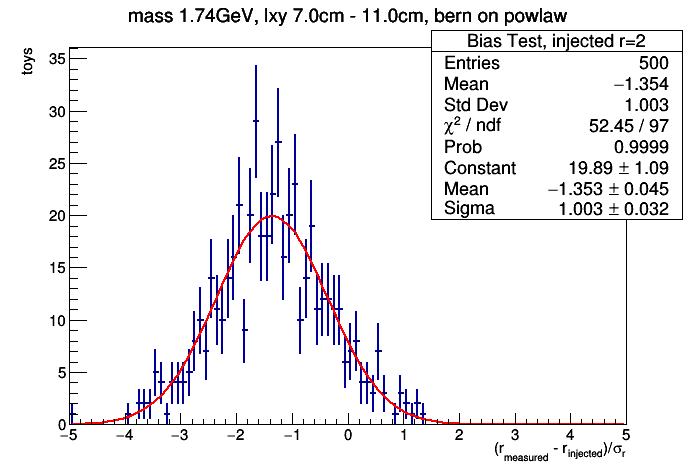 mass 1.74GeV, lxy 7.0cm - 11.0cm, bern on powlaw
toys
Bias Test, injected r=2
Entries 500
Mean −1.354
Std Dev 1.003
χ² / ndf 52.45 / 97
Prob 0.9999
Constant 19.89 ± 1.09
Mean −1.353 ± 0.045
Sigma 1.003 ± 0.032
35
30
25
20
15
10
5
0
−5 −4 −3 −2 −1 0 1 2 3 4 5
(r_measured - r_injected)/σ_r